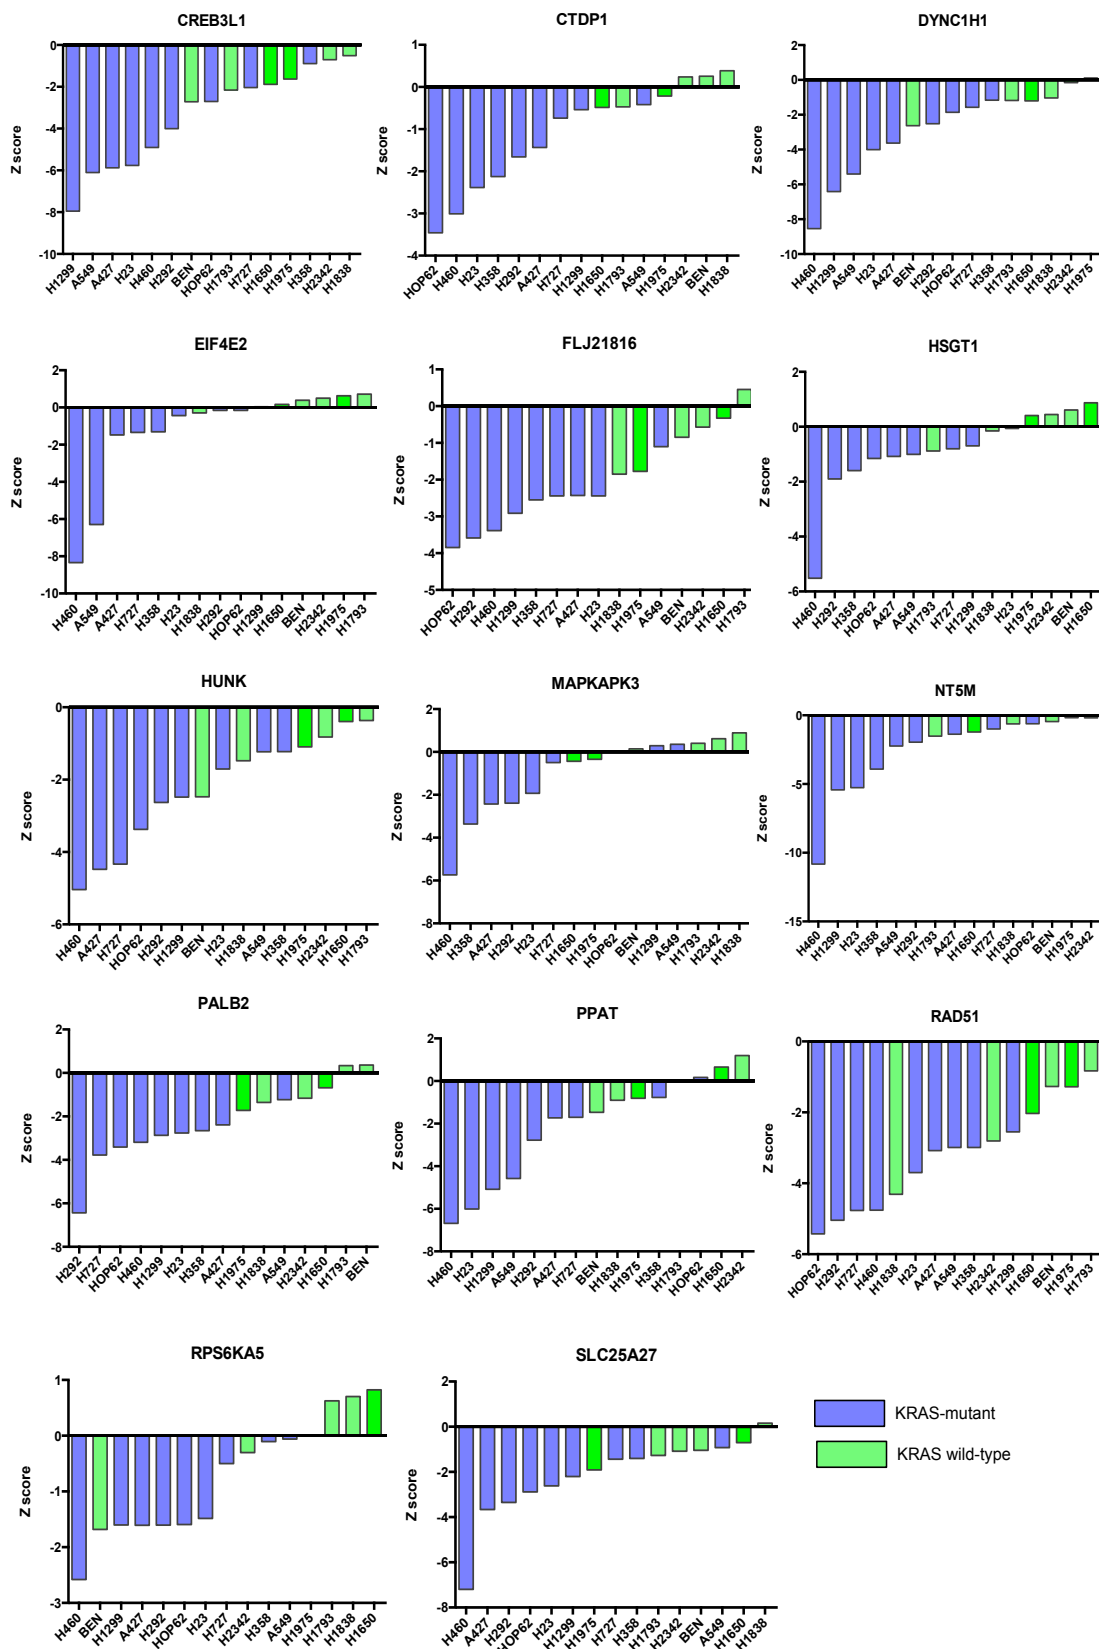 CREB3L1
Z score
0
-2
-4
-6
-8
-10
H1299 A549 A427 H23 H460 H292 BEN HOP62 H1793 H727 H1650 H1975 H358 H2342 H1838
CTDP1
Z score
1
0
-1
-2
-3
-4
HOP62 H460 H23 H358 H292 A427 H727 H1299 H1650 H1793 A549 H1975 H2342 BEN H1838
DYNC1H1
Z score
2
0
-2
-4
-6
-8
-10
H460 H1299 A549 H23 A427 BEN H292 HOP62 H727 H358 H1793 H1650 H1838 H2342 H1975
EIF4E2
Z score
2
0
-2
-4
-6
-8
-10
H460 A549 A427 H727 H358 H23 H1838 H292 HOP62 H1299 H1650 BEN H2342 H1975 H1793
FLJ21816
Z score
1
0
-1
-2
-3
-4
-5
HOP62 H292 H460 H1299 H358 H727 A427 H23 H1838 H1975 A549 BEN H2342 H1650 H1793
HSGT1
Z score
2
0
-2
-4
-6
H460 H292 H358 HOP62 A427 A549 H1793 H727 H1299 H1838 H23 H1975 H2342 BEN H1650
HUNK
Z score
0
-2
-4
-6
H460 A427 H727 HOP62 H292 H1299 BEN H23 H1838 A549 H358 H1975 H2342 H1650 H1793
MAPKAPK3
Z score
2
0
-2
-4
-6
-8
H460 H358 A427 H292 H23 H727 H1650 H1975 HOP62 BEN H1299 A549 H1793 H2342 H1838
NT5M
Z score
0
-5
-10
-15
H460 H1299 H23 H358 A549 H292 H1793 A427 H1650 H727 H1838 HOP62 BEN H1975 H2342
PALB2
Z score
2
0
-2
-4
-6
-8
H292 H727 HOP62 H460 H1299 H23 H358 A427 H1975 H1838 A549 H2342 H1650 H1793 BEN
PPAT
Z score
2
0
-2
-4
-6
-8
H460 H23 H1299 A549 H292 A427 H727 BEN H1838 H1975 H358 H1793 HOP62 H1650 H2342
RAD51
Z score
0
-2
-4
-6
HOP62 H292 H727 H460 H1838 H23 A427 A549 H358 H2342 H1299 H1650 BEN H1975 H1793
RPS6KA5
Z score
1
0
-1
-2
-3
H460 BEN H1299 A427 H292 HOP62 H23 H727 H2342 H358 A549 H1975 H1793 H1838 H1650
SLC25A27
Z score
2
0
-2
-4
-6
-8
H460 A427 H292 HOP62 H23 H1299 H1975 H727 H358 H1793 H2342 BEN A549 H1650 H1838
KRAS-mutant
KRAS wild-type